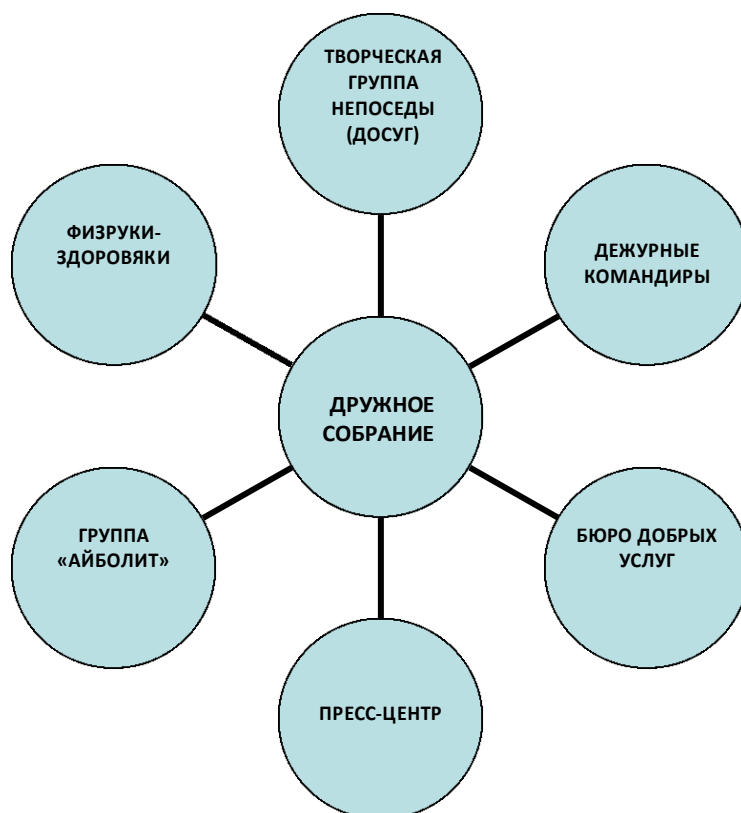 ТВОРЧЕСКАЯ
ГРУППА
НЕПОСЕДЫ
(ДОСУГ)
ФИЗРУКИ-
ЗДОРОВЯКИ
ДЕЖУРНЫЕ
КОМАНДИРЫ
ДРУЖНОЕ
СОБРАНИЕ
ГРУППА
«АЙБОЛИТ»
БЮРО ДОБРЫХ
УСЛУГ
ПРЕСС-ЦЕНТР